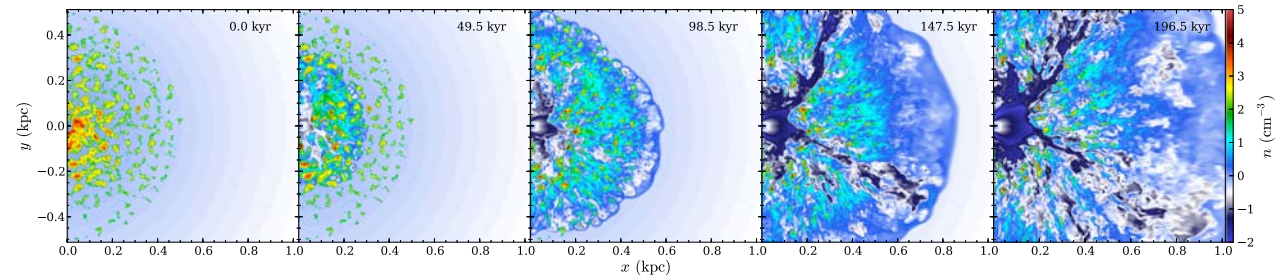 0.0 kyr
49.5 kyr
98.5 kyr
147.5 kyr
196.5 kyr
0.4
0.2
0.0
−0.2
−0.4
y (kpc)
0.0 0.2 0.4 0.6 0.8 1.0
0.2 0.4 0.6 0.8 1.0
0.2 0.4 0.6 0.8 1.0
0.2 0.4 0.6 0.8 1.0
0.2 0.4 0.6 0.8 1.0
x (kpc)
5
4
3
2
1
0
−1
−2
n (cm⁻³)